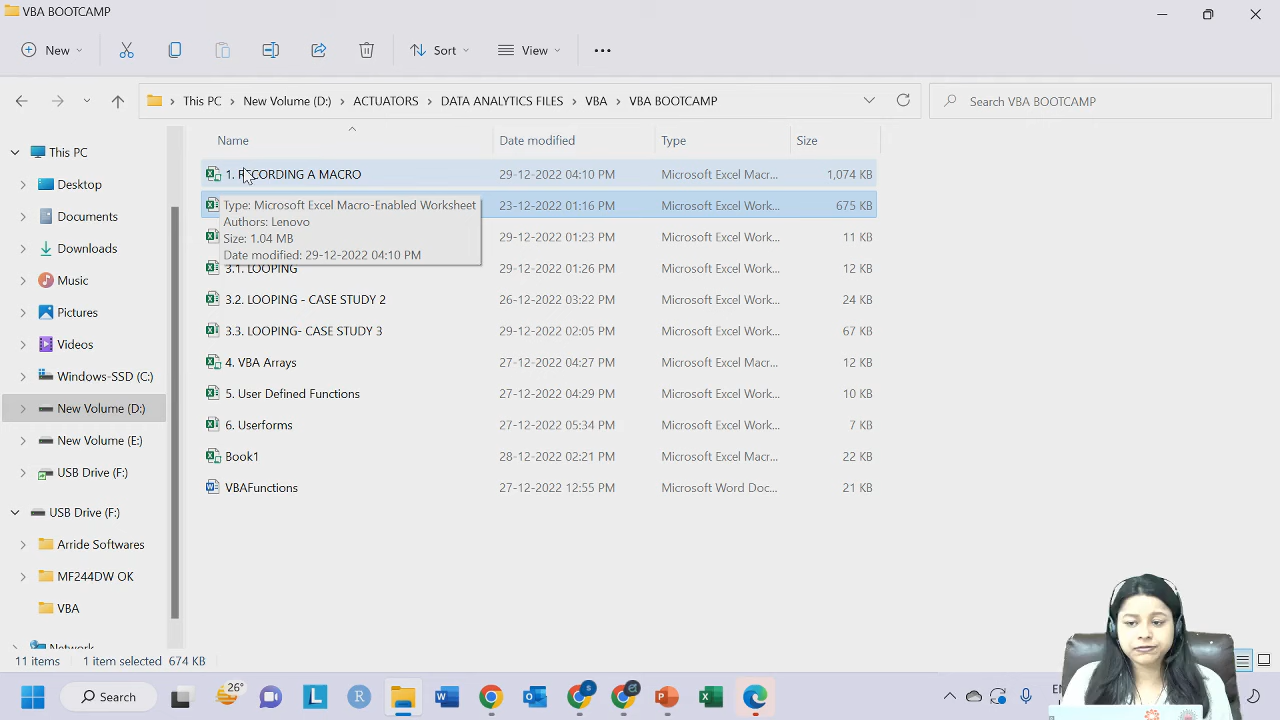 VBA BOOTCAMP
New
Sort
View
This PC
New Volume (D:)
ACTUATORS
DATA ANALYTICS FILES
VBA
VBA BOOTCAMP
Search VBA BOOTCAMP
Name
Date modified
Type
Size
This PC
Desktop
Documents
Downloads
Music
Pictures
Videos
Windows-SSD (C:)
New Volume (D:)
New Volume (E:)
USB Drive (F:)
USB Drive (F:)
Arride Softwares
MF244DW OK
VBA
Network
1. RECORDING A MACRO 29-12-2022 04:10 PM Microsoft Excel Macr... 1,074 KB
23-12-2022 01:16 PM Microsoft Excel Work... 675 KB
29-12-2022 01:23 PM Microsoft Excel Work... 11 KB
3.1. LOOPING 29-12-2022 01:26 PM Microsoft Excel Work... 12 KB
3.2. LOOPING - CASE STUDY 2 26-12-2022 03:22 PM Microsoft Excel Work... 24 KB
3.3. LOOPING- CASE STUDY 3 29-12-2022 02:05 PM Microsoft Excel Work... 67 KB
4. VBA Arrays 27-12-2022 04:27 PM Microsoft Excel Macr... 12 KB
5. User Defined Functions 27-12-2022 04:29 PM Microsoft Excel Work... 10 KB
6. Userforms 27-12-2022 05:34 PM Microsoft Excel Work... 7 KB
Book1 28-12-2022 02:21 PM Microsoft Excel Macr... 22 KB
VBAFunctions 27-12-2022 12:55 PM Microsoft Word Doc... 21 KB
Type: Microsoft Excel Macro-Enabled Worksheet
Authors: Lenovo
Size: 1.04 MB
Date modified: 29-12-2022 04:10 PM
11 items 1 item selected 674 KB
Search
26°